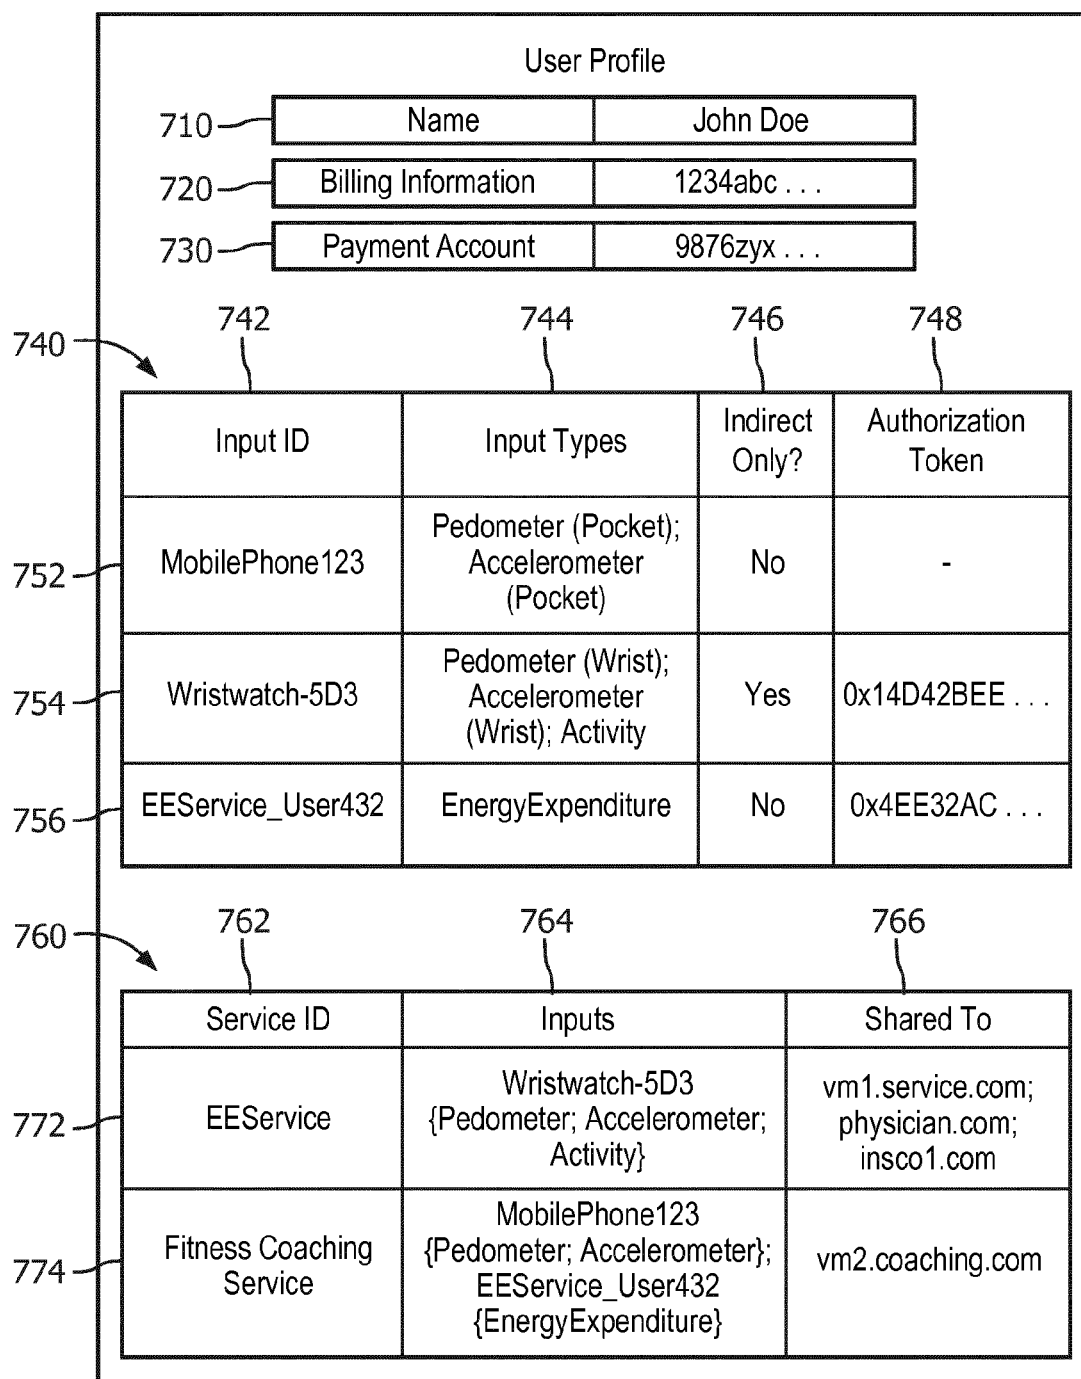 User Profile
710 Name John Doe
720 Billing Information 1234abc . . .
730 Payment Account 9876zyx . . .
742 744 746 748
740
Input ID Input Types Indirect Only? Authorization Token
752 MobilePhone123 Pedometer (Pocket); Accelerometer (Pocket) No -
754 Wristwatch-5D3 Pedometer (Wrist); Accelerometer (Wrist); Activity Yes 0x14D42BEE . . .
756 EEService_User432 EnergyExpenditure No 0x4EE32AC . . .
762 764 766
760
Service ID Inputs Shared To
772 EEService Wristwatch-5D3 {Pedometer; Accelerometer; Activity} vm1.service.com; physician.com; insco1.com
774 Fitness Coaching Service MobilePhone123 {Pedometer; Accelerometer}; EEService_User432 {EnergyExpenditure} vm2.coaching.com